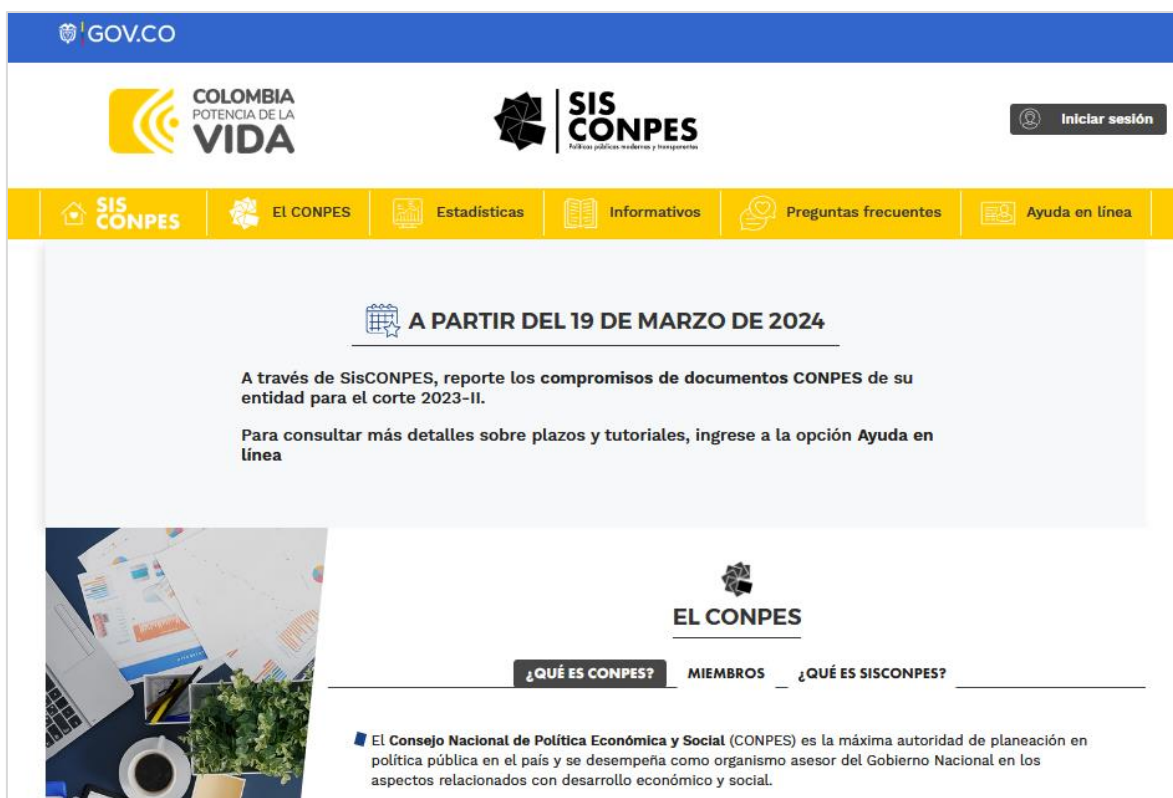 GOV.CO
COLOMBIA
POTENCIA DE LA
VIDA
SIS
CONPES
Políticas públicas modernas y transparentes
Iniciar sesión
SIS
CONPES
El CONPES
Estadísticas
Informativos
Preguntas frecuentes
Ayuda en línea
A PARTIR DEL 19 DE MARZO DE 2024
A través de SisCONPES, reporte los compromisos de documentos CONPES de su
entidad para el corte 2023-II.
Para consultar más detalles sobre plazos y tutoriales, ingrese a la opción Ayuda en
línea
EL CONPES
¿QUÉ ES CONPES?
MIEMBROS
¿QUÉ ES SISCONPES?
El Consejo Nacional de Política Económica y Social (CONPES) es la máxima autoridad de planeación en
política pública en el país y se desempeña como organismo asesor del Gobierno Nacional en los
aspectos relacionados con desarrollo económico y social.